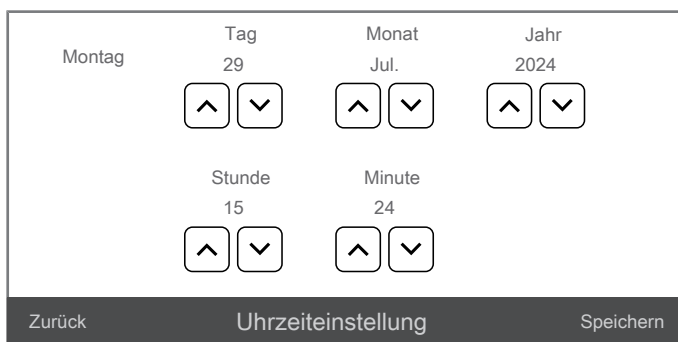 Tag Monat Jahr
Montag 29 Jul. 2024
Stunde Minute
15 24
Zurück Uhrzeiteinstellung Speichern